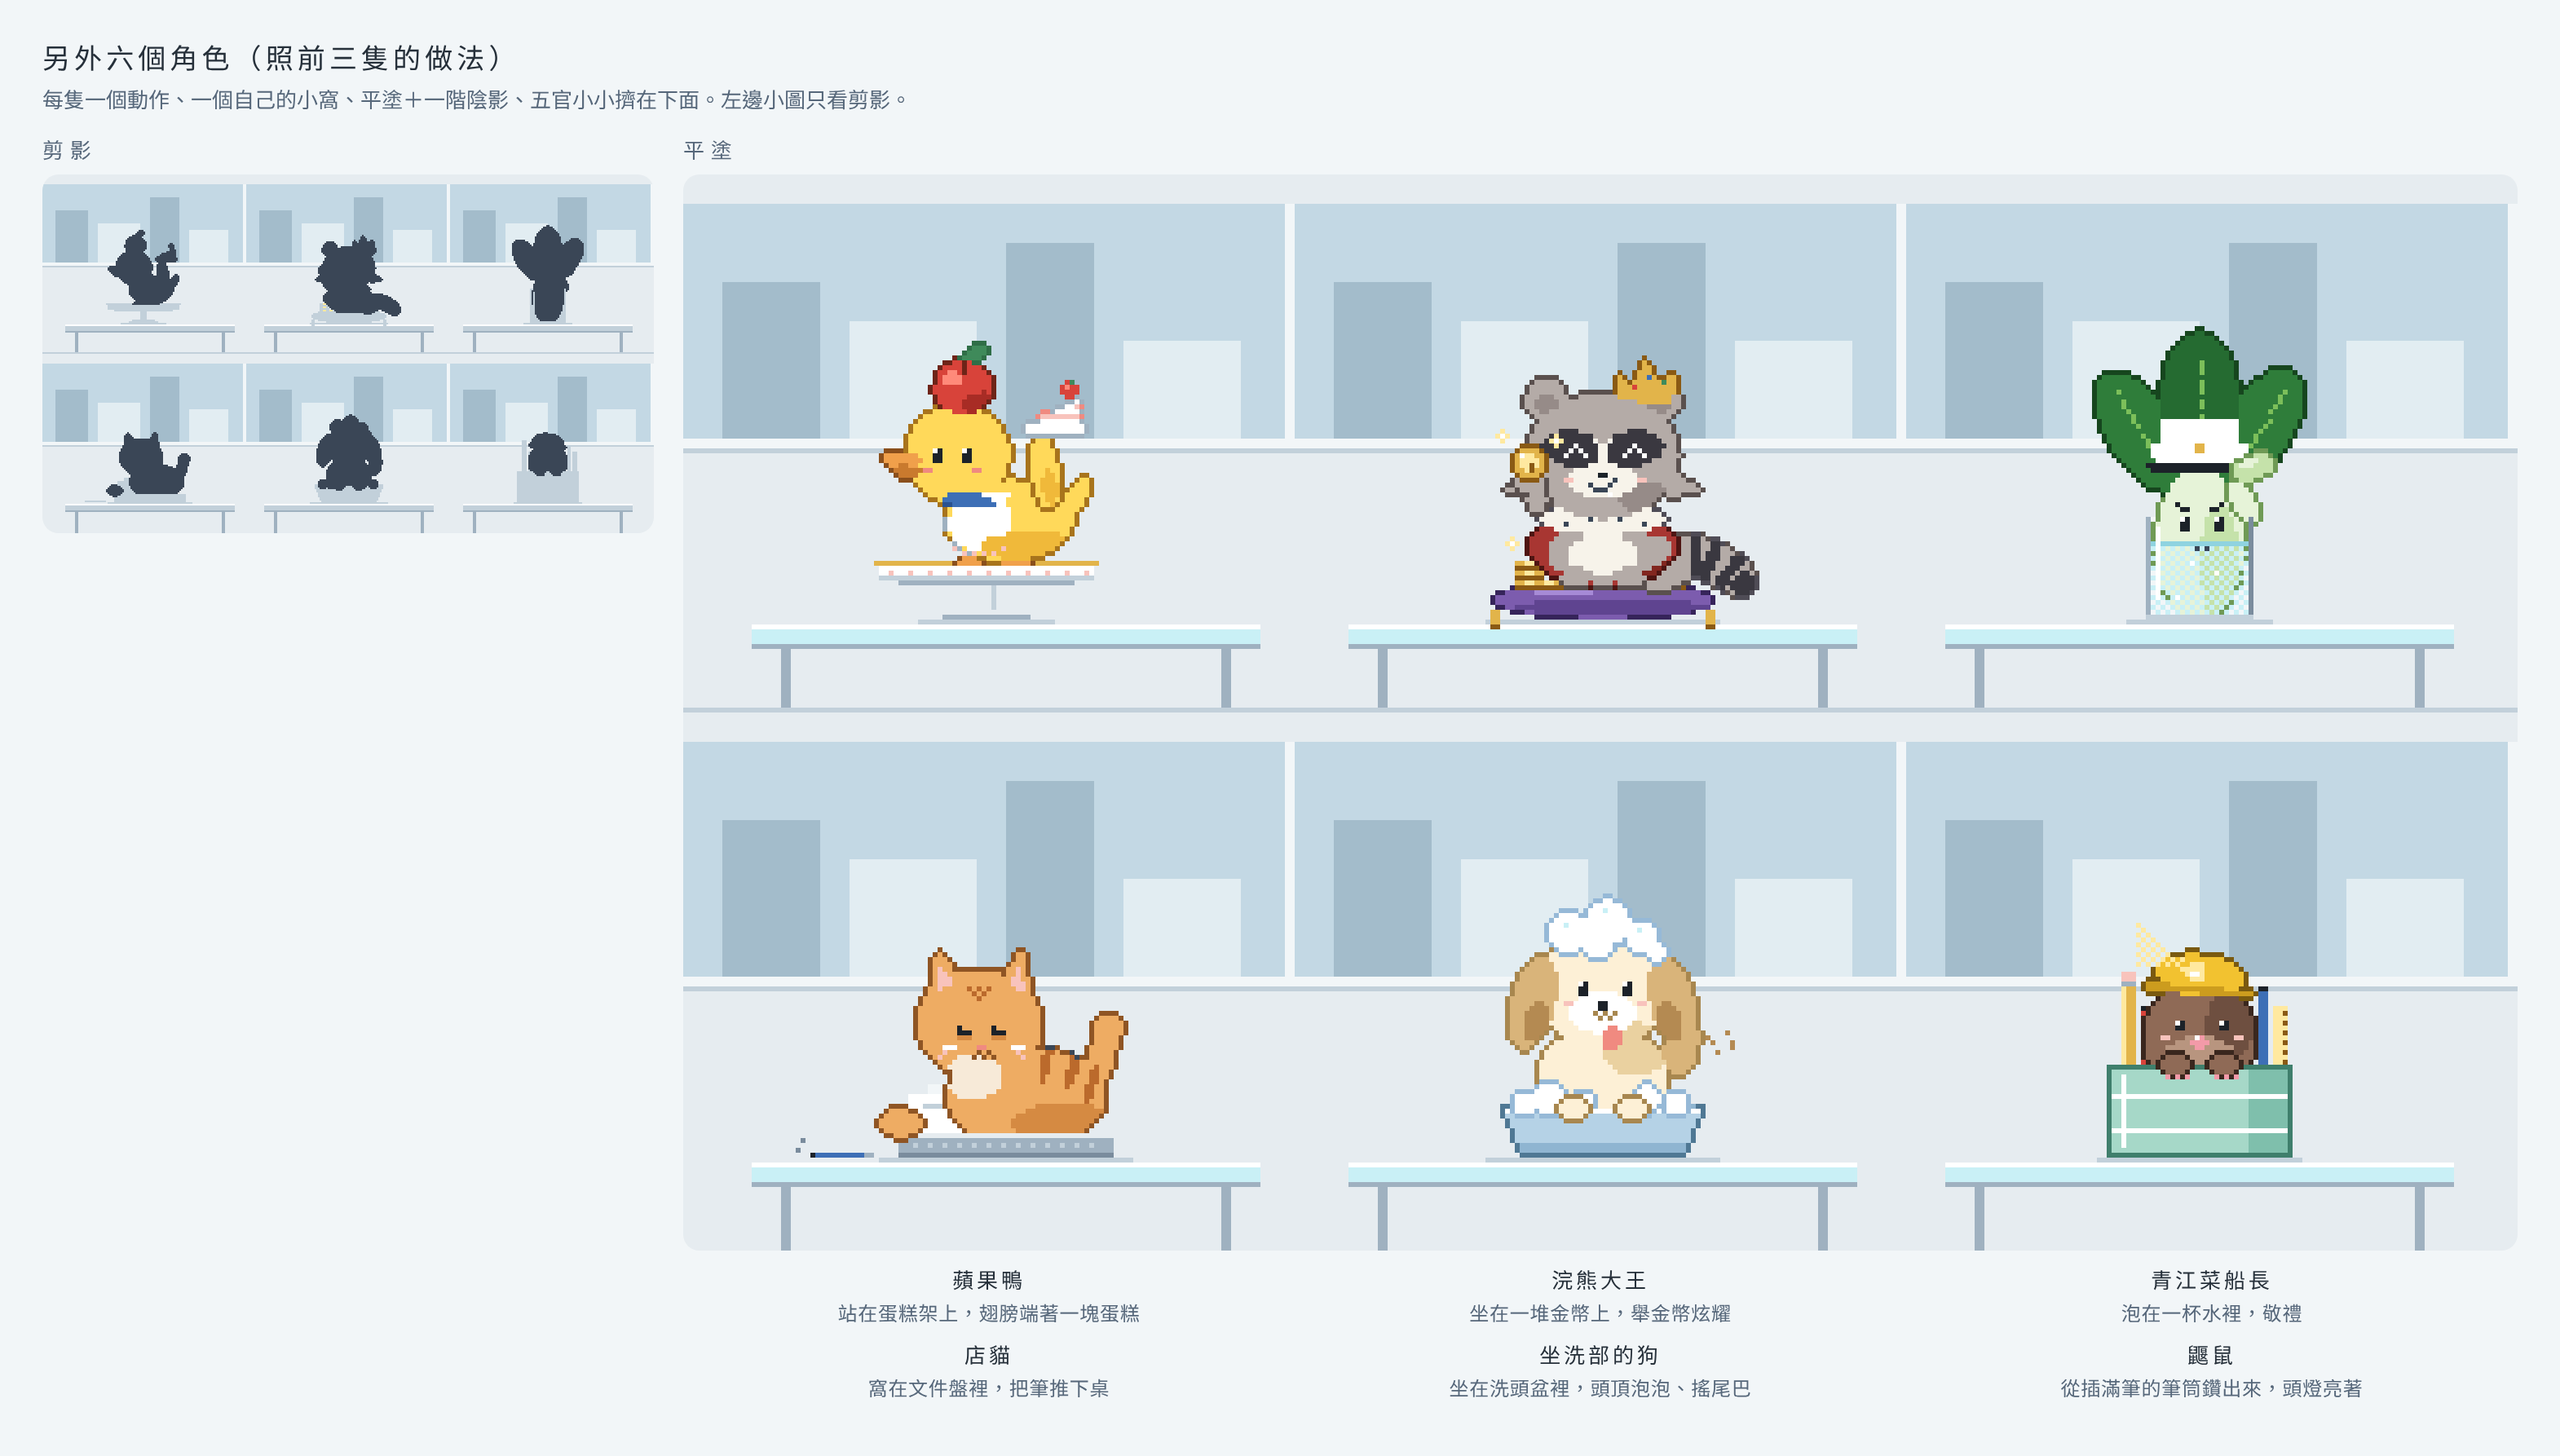 另外六個角色（照前三隻的做法）
每隻一個動作、一個自己的小窩、平塗＋一階陰影、五官小小擠在下面。左邊小圖只看剪影。
剪影
平塗
蘋果鴨
站在蛋糕架上，翅膀端著一塊蛋糕
浣熊大王
坐在一堆金幣上，舉金幣炫耀
青江菜船長
泡在一杯水裡，敬禮
店貓
窩在文件盤裡，把筆推下桌
坐洗部的狗
坐在洗頭盆裡，頭頂泡泡、搖尾巴
鼴鼠
從插滿筆的筆筒鑽出來，頭燈亮著